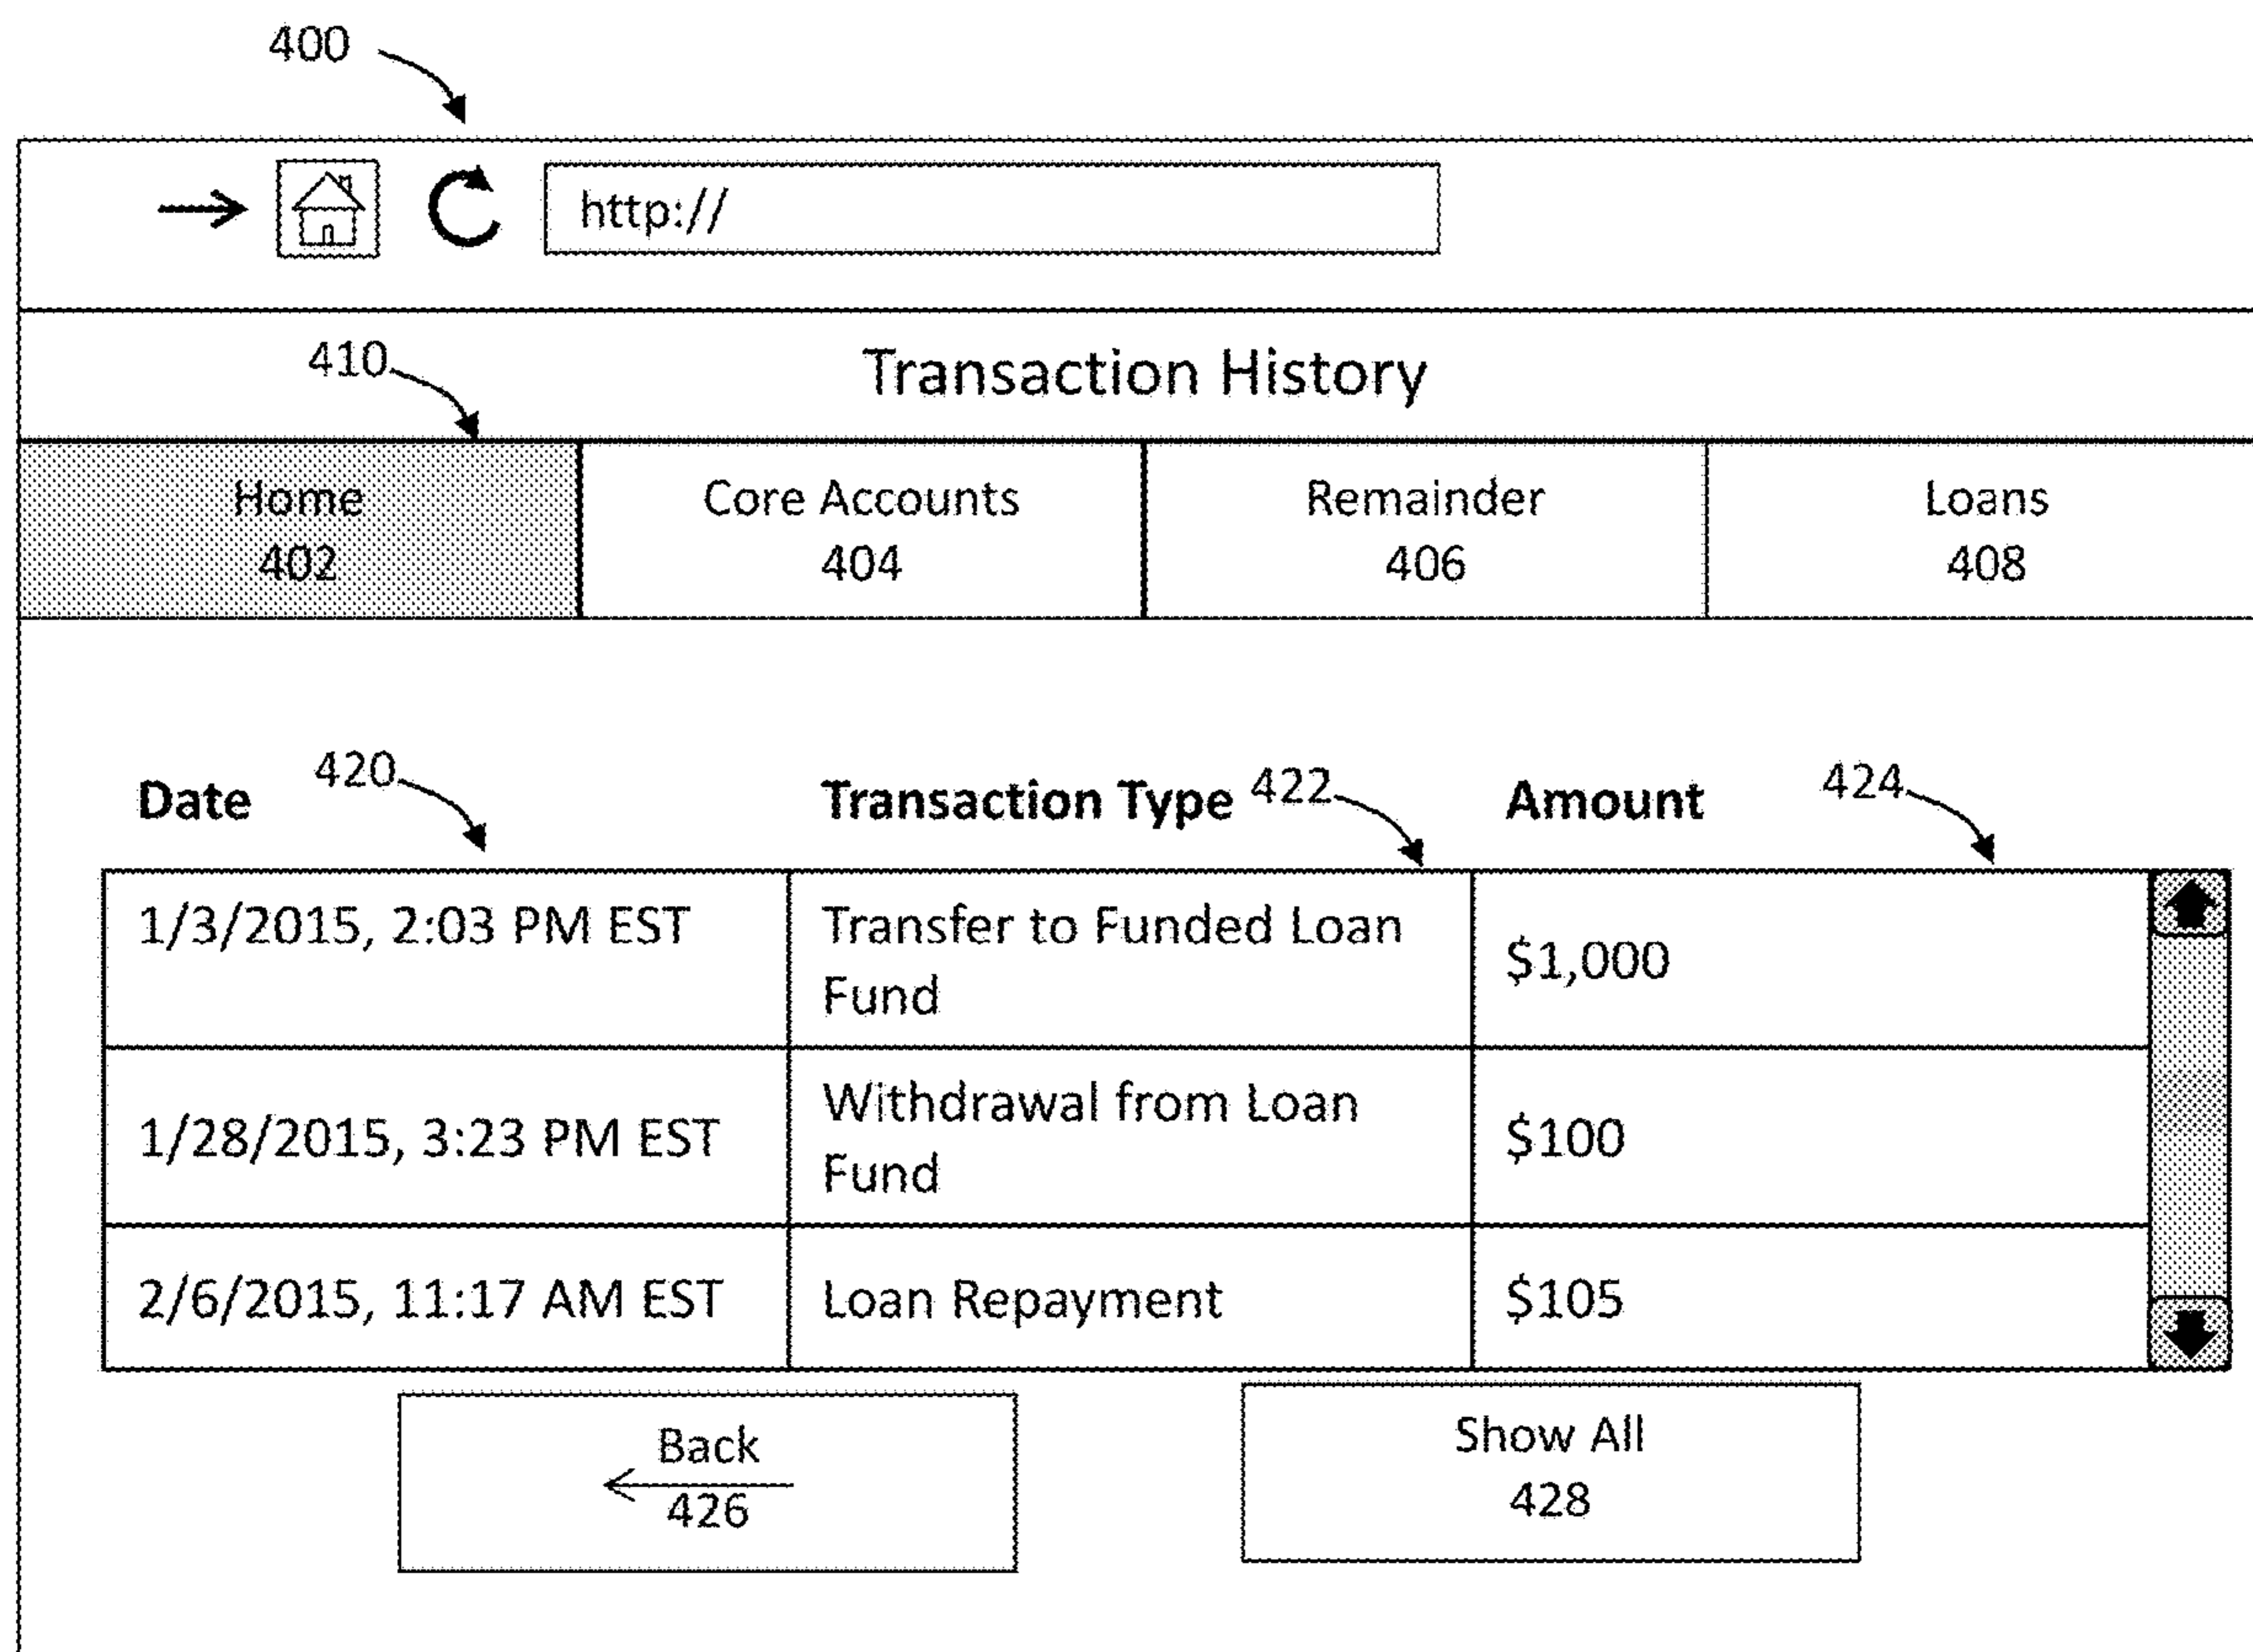 400
http://
410
Transaction History
Home
402
Core Accounts
404
Remainder
406
Loans
408
Date
420
Transaction Type
422
Amount
424
1/3/2015, 2:03 PM EST
Transfer to Funded Loan
Fund
$1,000
1/28/2015, 3:23 PM EST
Withdrawal from Loan
Fund
$100
2/6/2015, 11:17 AM EST
Loan Repayment
$105
Back
426
Show All
428